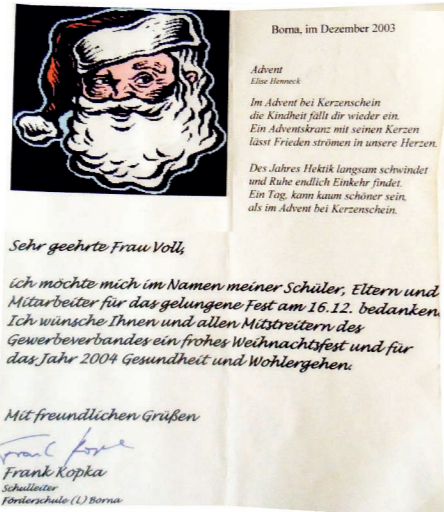 Borna, im Dezember 2003
Advent
Elise Henneck
Im Advent bei Kerzenschein
die Kindheit fällt dir wieder ein.
Ein Adventskranz mit seinen Kerzen
lässt Frieden strömen in unsere Herzen.
Des Jahres Hektik langsam schwindet
und Ruhe endlich Einkehr findet.
Ein Tag, kann kaum schöner sein,
als im Advent bei Kerzenschein.
Sehr geehrte Frau Voll,
ich möchte mich im Namen meiner Schüler, Eltern und
Mitarbeiter für das gelungene Fest am 16.12. bedanken.
Ich wünsche Ihnen und allen Mitstreitern des
Gewerbeverbandes ein frohes Weihnachtsfest und für
das Jahr 2004 Gesundheit und Wohlergehen.
Mit freundlichen Grüßen
Frank Kopka
Frank Kopka
Schulleiter
Förderschule (L) Borna